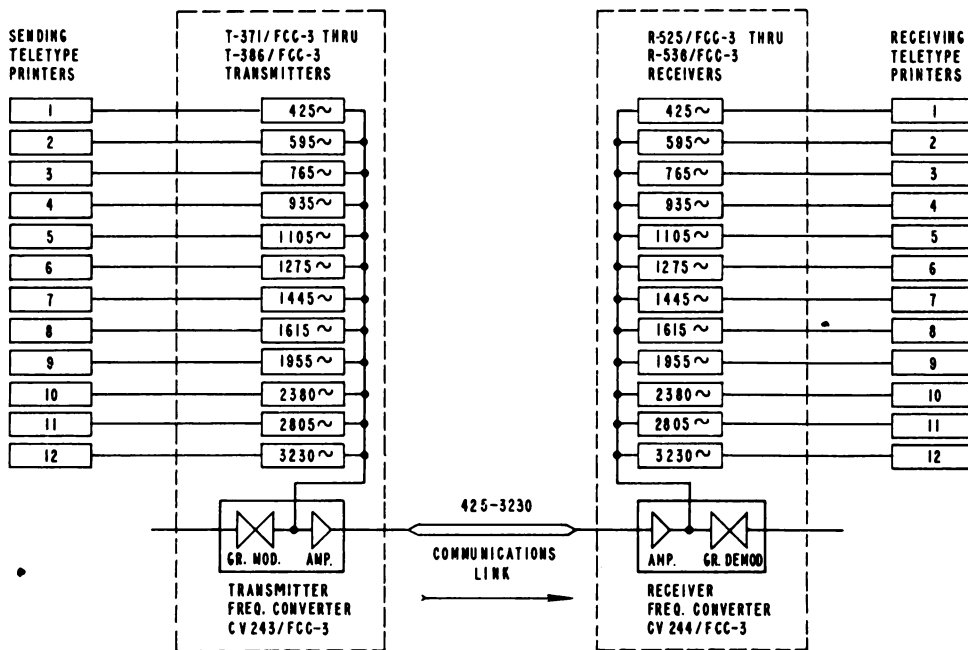 SENDING
TELETYPE
PRINTERS
T-371/FCC-3 THRU
T-386/FCC-3
TRANSMITTERS
R-525/FCC-3 THRU
R-538/FCC-3
RECEIVERS
RECEIVING
TELETYPE
PRINTERS
1 425~ 425~ 1
2 595~ 595~ 2
3 765~ 765~ 3
4 935~ 935~ 4
5 1105~ 1105~ 5
6 1275~ 1275~ 6
7 1445~ 1445~ 7
8 1615~ 1615~ 8
9 1955~ 1955~ 9
10 2380~ 2380~ 10
11 2805~ 2805~ 11
12 3230~ 3230~ 12
GR. MOD. AMP.
TRANSMITTER
FREQ. CONVERTER
CV243/FCC-3
425-3230
COMMUNICATIONS
LINK
AMP. GR. DEMOD
RECEIVER
FREQ. CONVERTER
CV 244/FCC-3